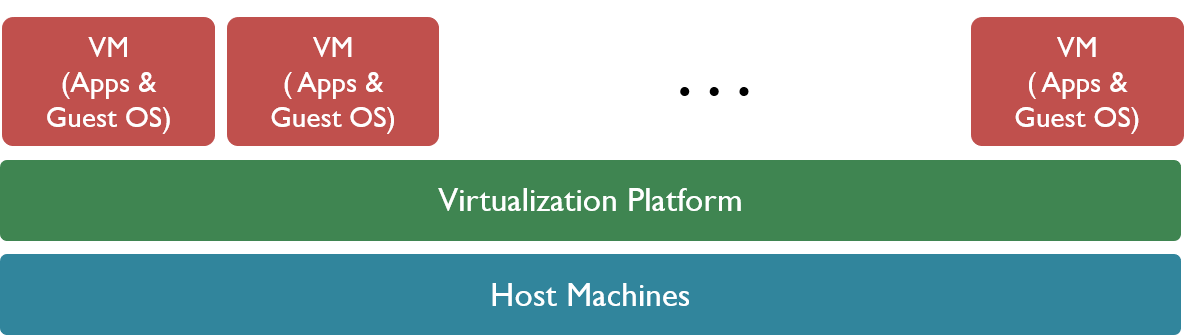 VM
(Apps &
Guest OS)
VM
( Apps &
Guest OS)
...
VM
( Apps &
Guest OS)
Virtualization Platform
Host Machines